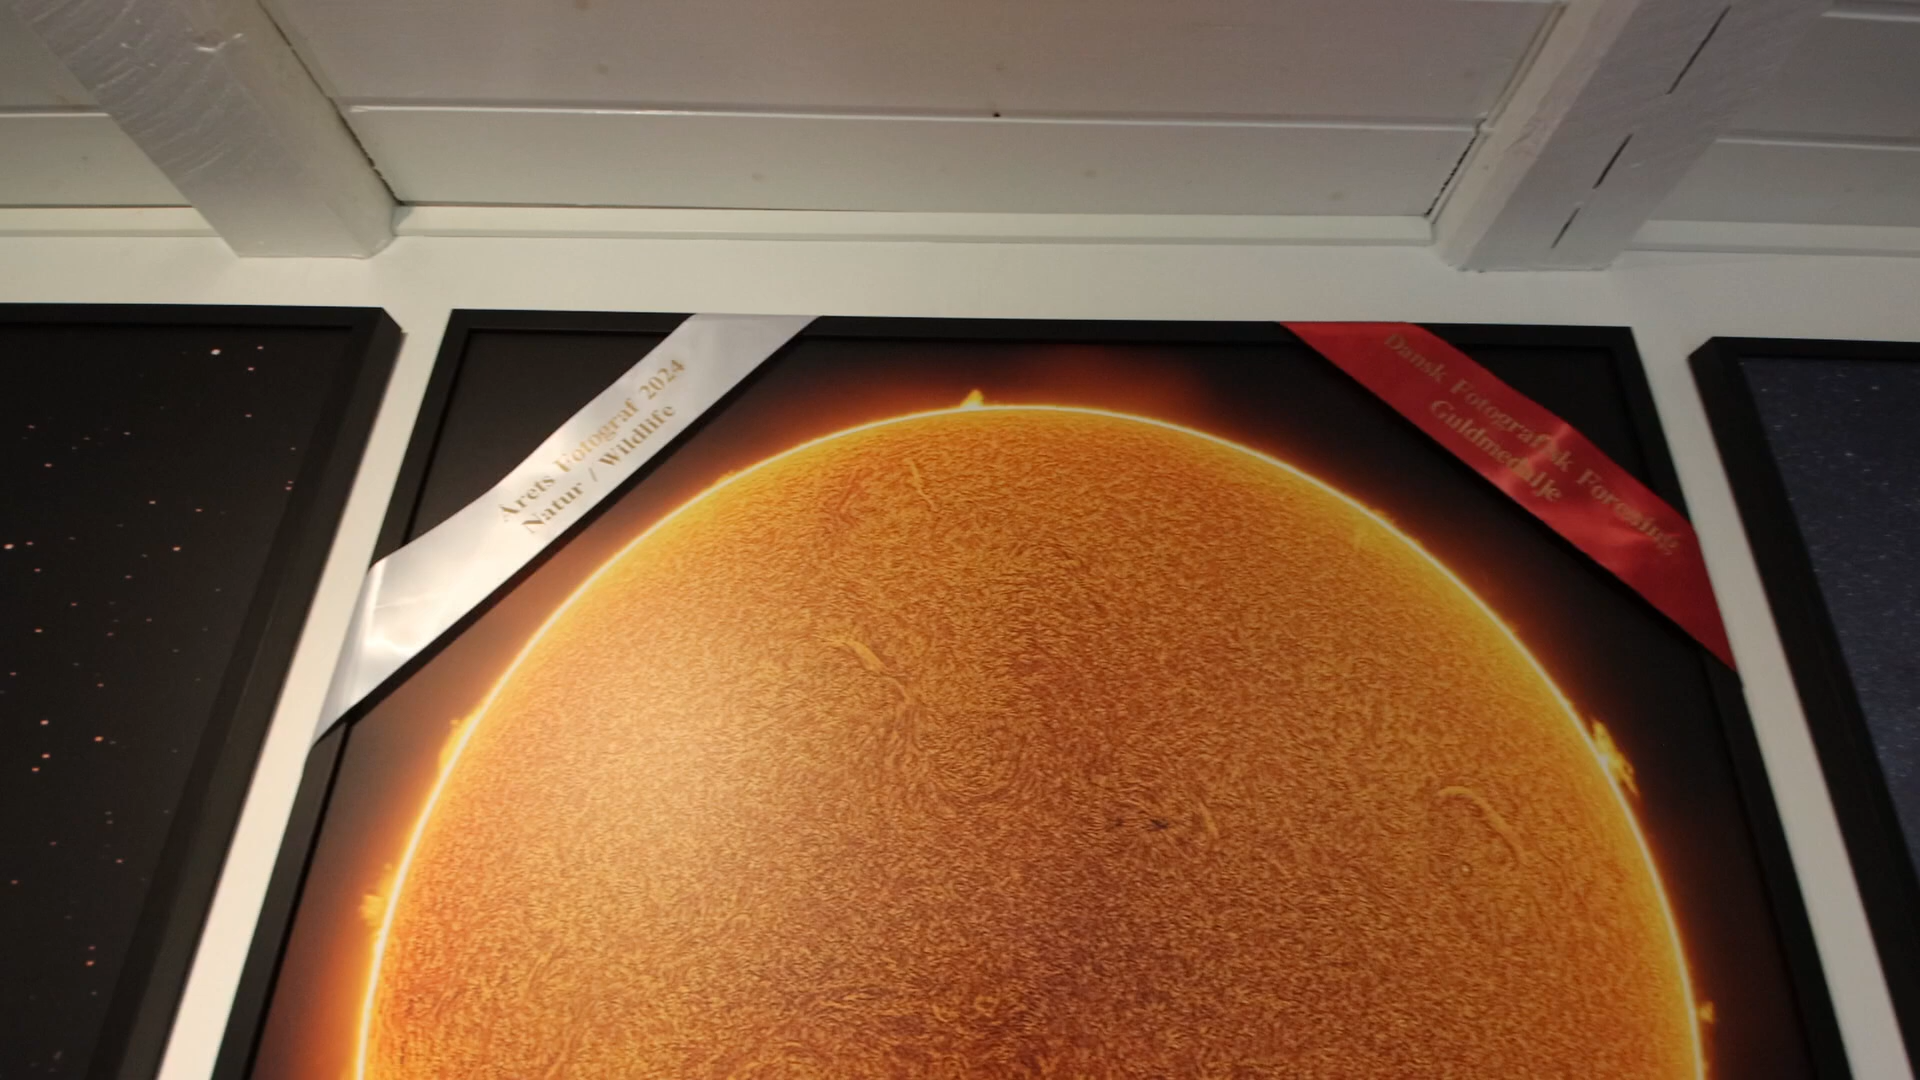 Årets Fotograf 2024
Natur / Wildlife
Dansk Fotografisk Forening
Guldmedalje